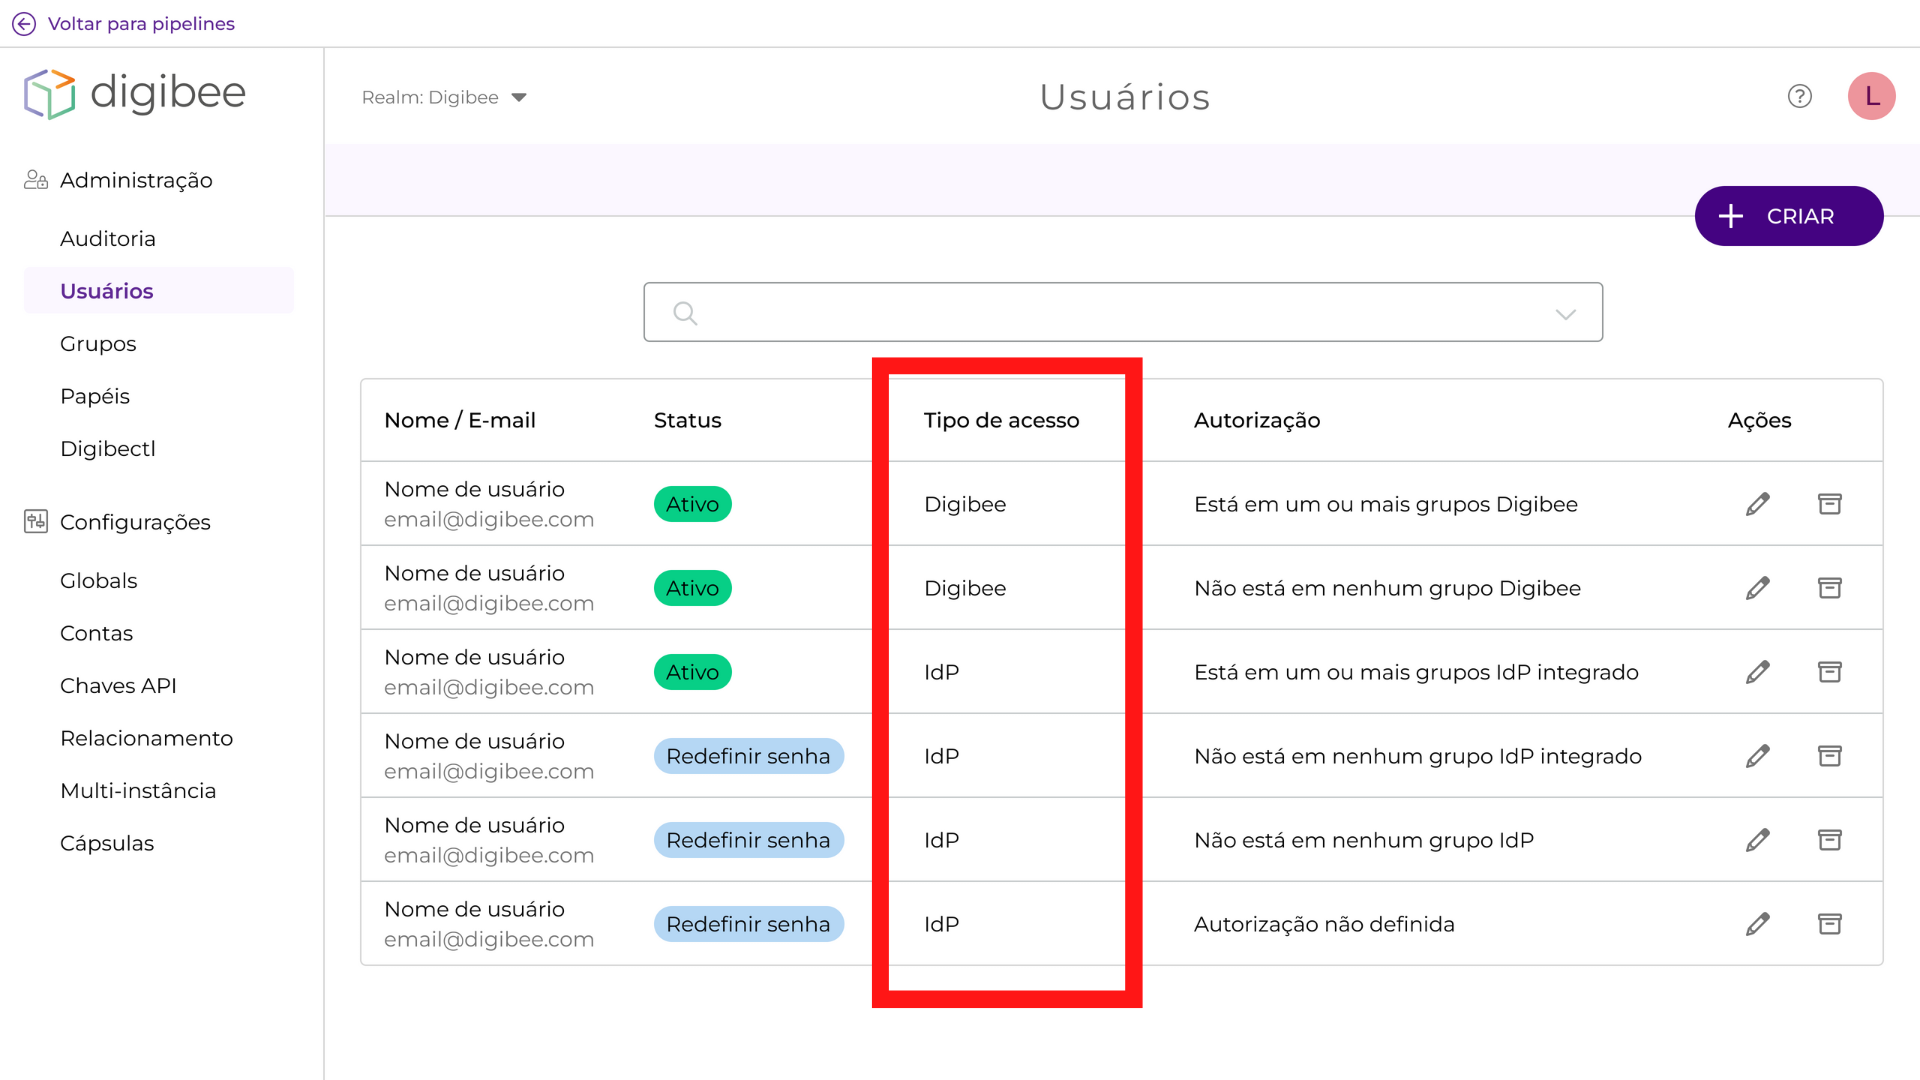 Voltar para pipelines
digibee
Realm: Digibee
Usuários
?
L
Administração
Auditoria
Usuários
Grupos
Papéis
Digibectl
Configurações
Globals
Contas
Chaves API
Relacionamento
Multi-instância
Cápsulas
CRIAR
Nome / E-mail Status Tipo de acesso Autorização Ações
Nome de usuário
email@digibee.com
Ativo Digibee Está em um ou mais grupos Digibee
Nome de usuário
email@digibee.com
Ativo Digibee Não está em nenhum grupo Digibee
Nome de usuário
email@digibee.com
Ativo IdP Está em um ou mais grupos IdP integrado
Nome de usuário
email@digibee.com
Redefinir senha IdP Não está em nenhum grupo IdP integrado
Nome de usuário
email@digibee.com
Redefinir senha IdP Não está em nenhum grupo IdP
Nome de usuário
email@digibee.com
Redefinir senha IdP Autorização não definida